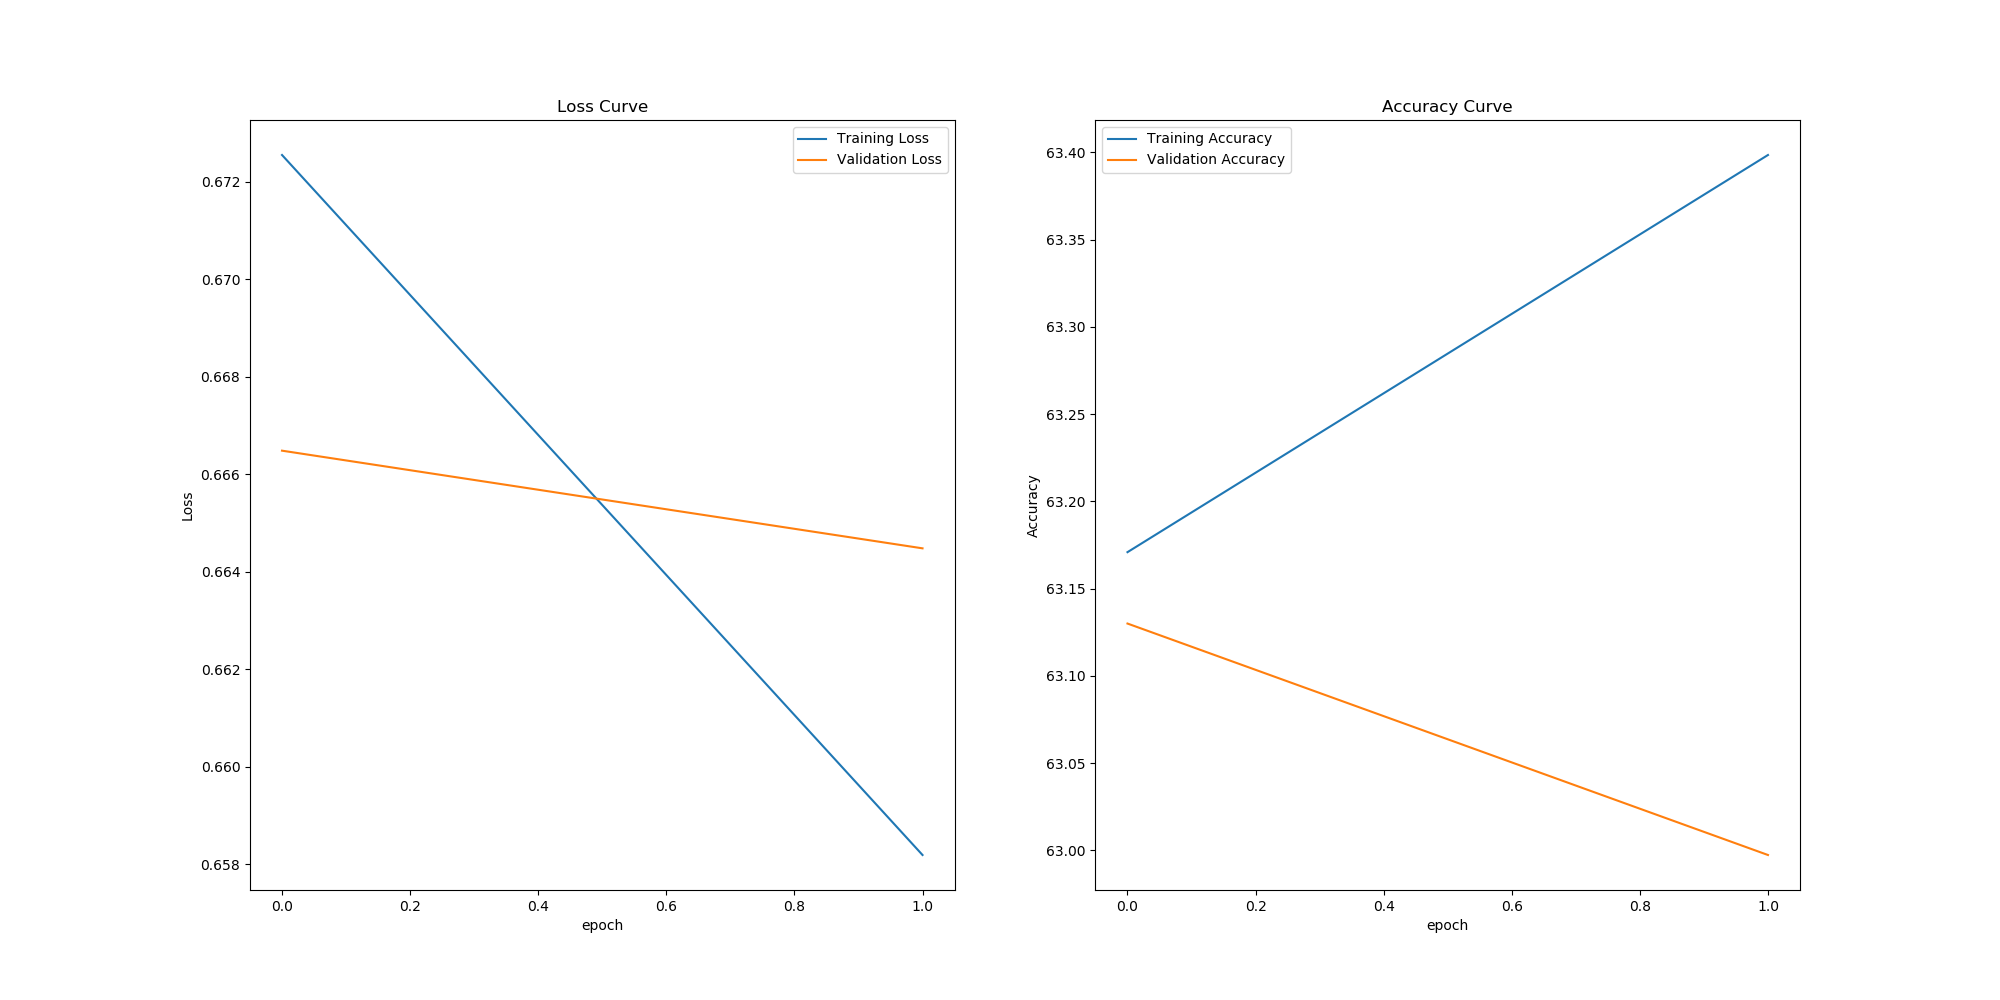 Loss Curve
Training Loss
Validation Loss
0.672
0.670
0.668
0.666
0.664
0.662
0.660
0.658
Loss
0.0 0.2 0.4 0.6 0.8 1.0
epoch
Accuracy Curve
Training Accuracy
Validation Accuracy
63.40
63.35
63.30
63.25
63.20
63.15
63.10
63.05
63.00
Accuracy
0.0 0.2 0.4 0.6 0.8 1.0
epoch